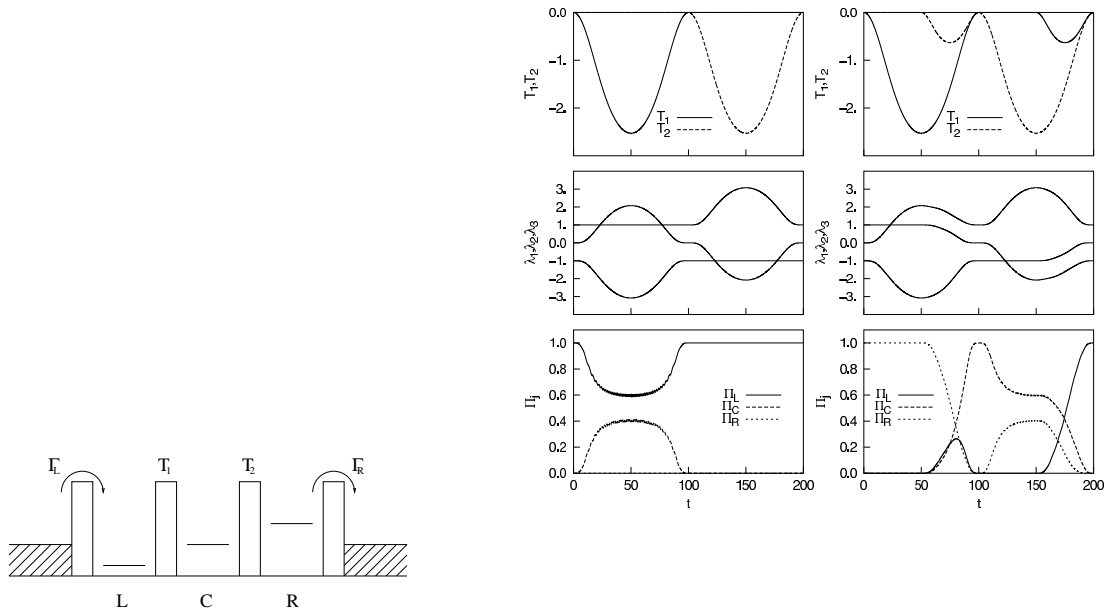 Γ_L T_1 T_2 Γ_R
L C R
0.0 −1. −2.
T_1,T_2
T_1
T_2
0.0 −1. −2.
T_1,T_2
T_1
T_2
3. 2. 1. 0.0 −1. −2. −3.
λ_1,λ_2,λ_3
3. 2. 1. 0.0 −1. −2. −3.
λ_1,λ_2,λ_3
1.0 0.8 0.6 0.4 0.2 0.0
Π_j
Π_L
Π_C
Π_R
0 50 100 150 200
t
1.0 0.8 0.6 0.4 0.2 0.0
Π_j
Π_L
Π_C
Π_R
0 50 100 150 200
t